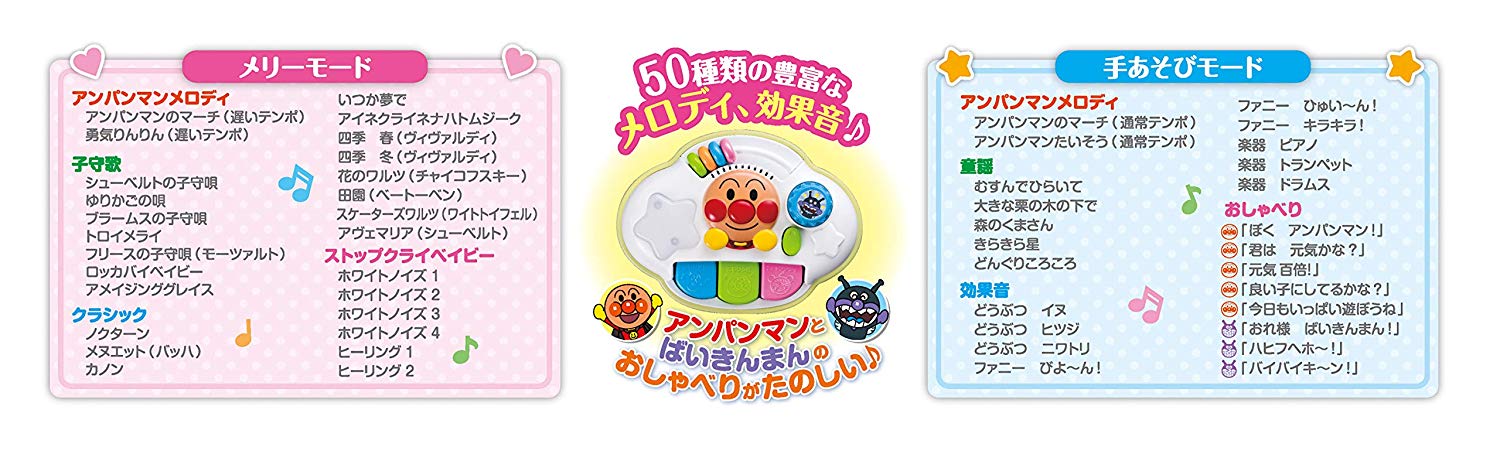 メリーモード
アンパンマンメロディ
アンパンマンのマーチ（遅いテンポ）
勇気りんりん（遅いテンポ）
子守歌
シューベルトの子守唄
ゆりかごの唄
ブラームスの子守唄
トロイメライ
フリースの子守唄（モーツァルト）
ロッカバイベイビー
アメイジンググレイス
クラシック
ノクターン
メヌエット（バッハ）
カノン
いつか夢で
アイネクライネナハトムジーク
四季　春（ヴィヴァルディ）
四季　冬（ヴィヴァルディ）
花のワルツ（チャイコフスキー）
田園（ベートーベン）
スケーターズワルツ（ワイトトイフェル）
アヴェマリア（シューベルト）
ストップクライベイビー
ホワイトノイズ 1
ホワイトノイズ 2
ホワイトノイズ 3
ホワイトノイズ 4
ヒーリング 1
ヒーリング 2
50種類の豊富な
メロディ、効果音♪
アンパンマンと
ばいきんまんの
おしゃべりがたのしい♪
手あそびモード
アンパンマンメロディ
アンパンマンのマーチ（通常テンポ）
アンパンマンたいそう（通常テンポ）
童謡
むすんでひらいて
大きな栗の木の下で
森のくまさん
きらきら星
どんぐりころころ
効果音
どうぶつ　イヌ
どうぶつ　ヒツジ
どうぶつ　ニワトリ
ファニー　ぴよ〜ん！
ファニー　ひゅい〜ん！
ファニー　キラキラ！
楽器　ピアノ
楽器　トランペット
楽器　ドラムス
おしゃべり
「ぼく　アンパンマン！」
「君は　元気かな？」
「元気 百倍!」
「良い子にしてるかな？」
「今日もいっぱい遊ぼうね」
「おれ様　ばいきんまん！」
「ハヒフヘホ〜！」
「バイバイキ〜ン！」